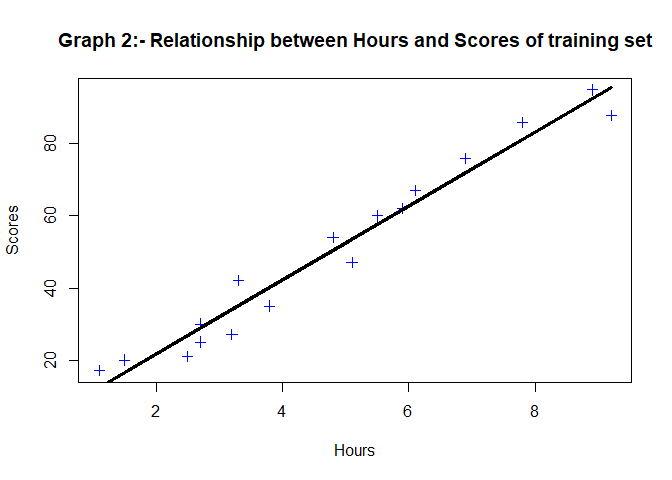 Graph 2:- Relationship between Hours and Scores of training set
80
60
40
20
Scores
2 4 6 8
Hours